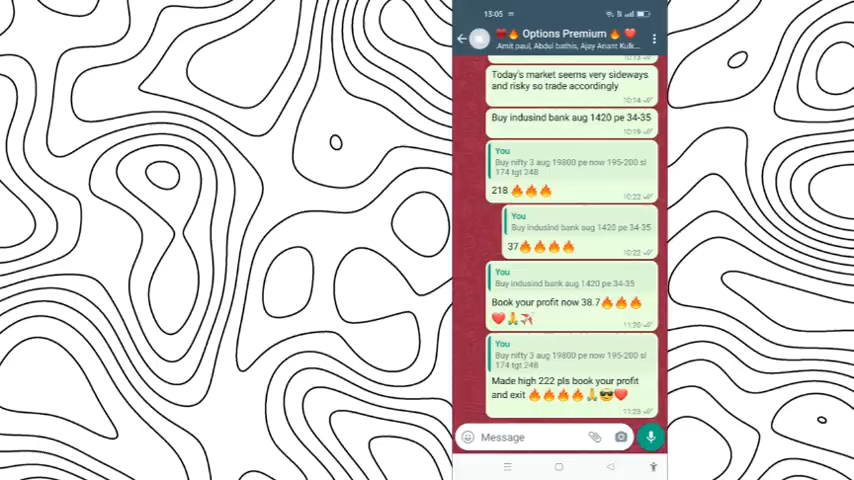 13:05
Options Premium
Amit paul, Abdul bathis, Ajay Anant Kulk...
10:13
Today's market seems very sideways
and risky so trade accordingly
10:14
Buy indusind bank aug 1420 pe 34-35
10:19
You
Buy nifty 3 aug 19800 pe now 195-200 sl
174 tgt 248
218
10:22
You
Buy indusind bank aug 1420 pe 34-35
37
10:22
You
Buy indusind bank aug 1420 pe 34-35
Book your profit now 38.7
11:20
You
Buy nifty 3 aug 19800 pe now 195-200 sl
174 tgt 248
Made high 222 pls book your profit
and exit
11:23
Message